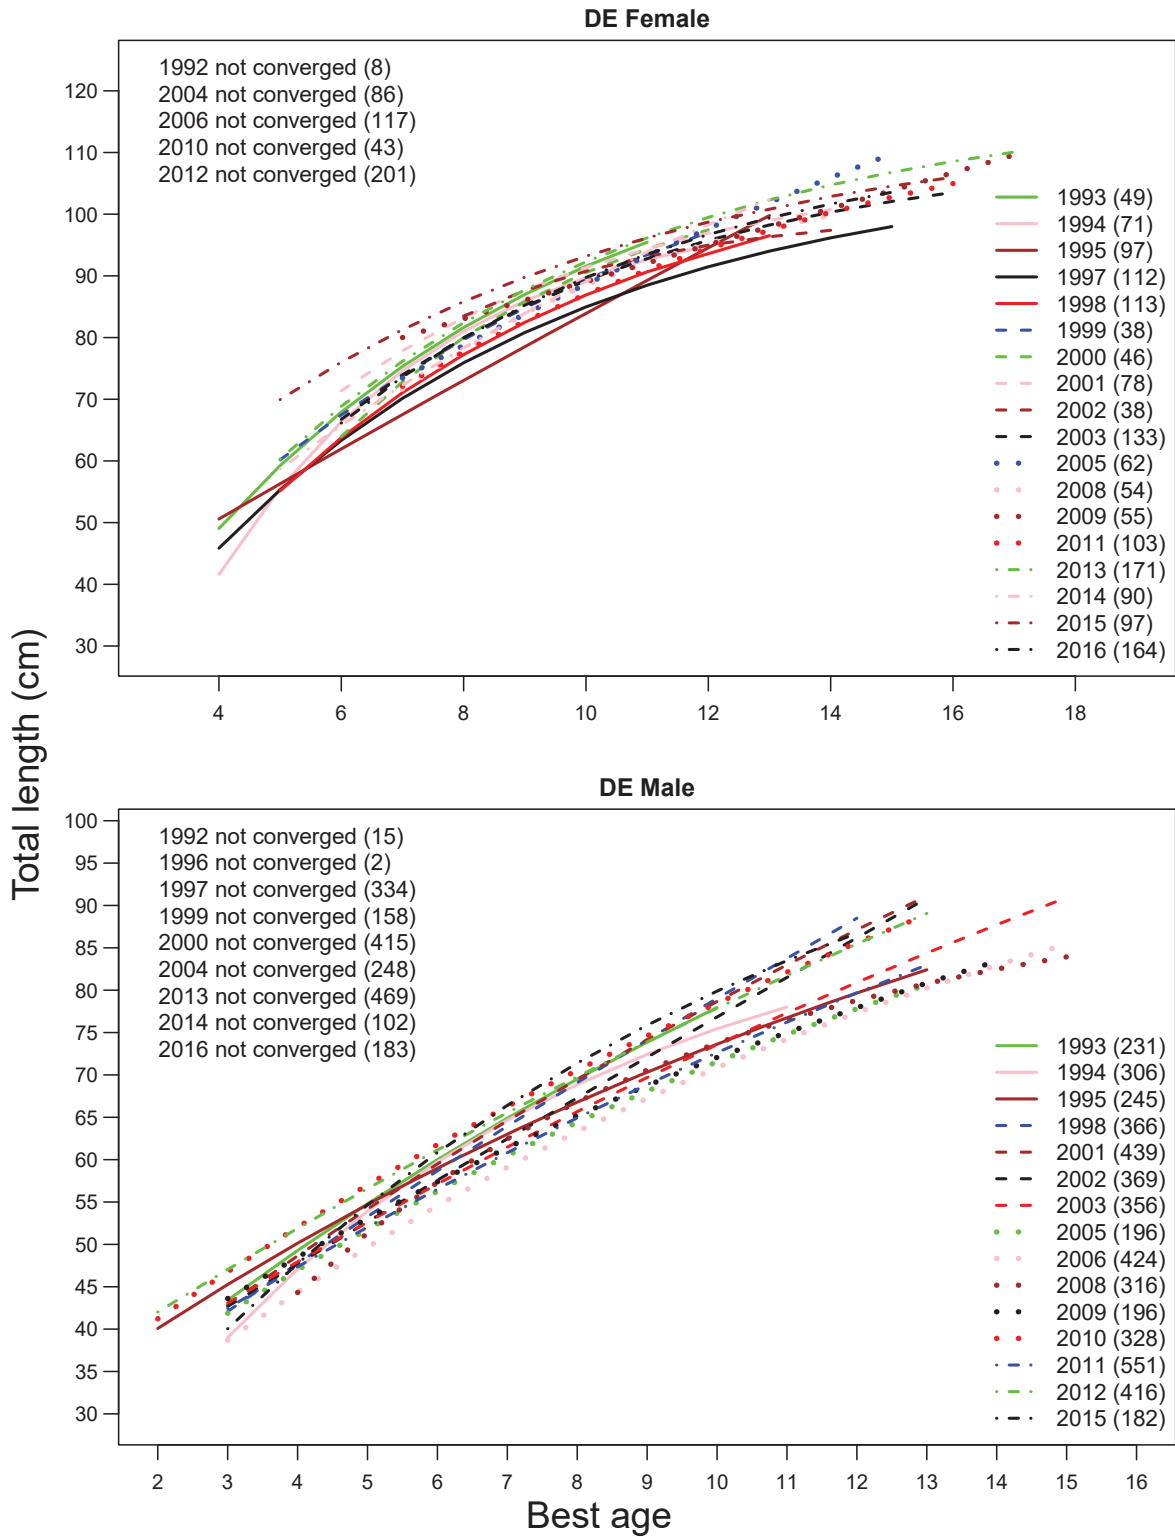 DE Female
1992 not converged (8)
2004 not converged (86)
2006 not converged (117)
2010 not converged (43)
2012 not converged (201)
120
110
100
90
80
70
60
50
40
30
1993 (49)
1994 (71)
1995 (97)
1997 (112)
1998 (113)
1999 (38)
2000 (46)
2001 (78)
2002 (38)
2003 (133)
2005 (62)
2008 (54)
2009 (55)
2011 (103)
2013 (171)
2014 (90)
2015 (97)
2016 (164)
4 6 8 10 12 14 16 18
Total length (cm)
DE Male
1992 not converged (15)
1996 not converged (2)
1997 not converged (334)
1999 not converged (158)
2000 not converged (415)
2004 not converged (248)
2013 not converged (469)
2014 not converged (102)
2016 not converged (183)
100
95
90
85
80
75
70
65
60
55
50
45
40
35
30
1993 (231)
1994 (306)
1995 (245)
1998 (366)
2001 (439)
2002 (369)
2003 (356)
2005 (196)
2006 (424)
2008 (316)
2009 (196)
2010 (328)
2011 (551)
2012 (416)
2015 (182)
2 3 4 5 6 7 8 9 10 11 12 13 14 15 16
Best age